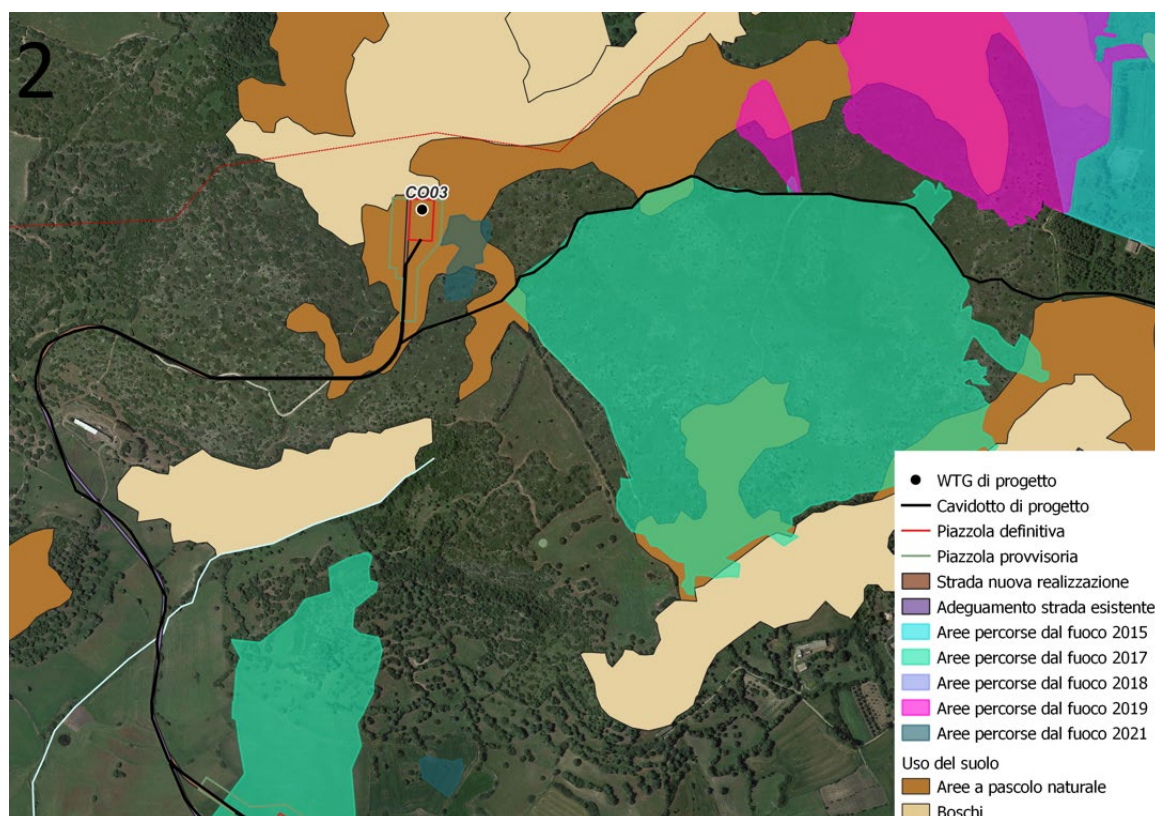 2
CO03
WTG di progetto
Cavidotto di progetto
Piazzola definitiva
Piazzola provvisoria
Strada nuova realizzazione
Adeguamento strada esistente
Aree percorse dal fuoco 2015
Aree percorse dal fuoco 2017
Aree percorse dal fuoco 2018
Aree percorse dal fuoco 2019
Aree percorse dal fuoco 2021
Uso del suolo
Aree a pascolo naturale
Boschi